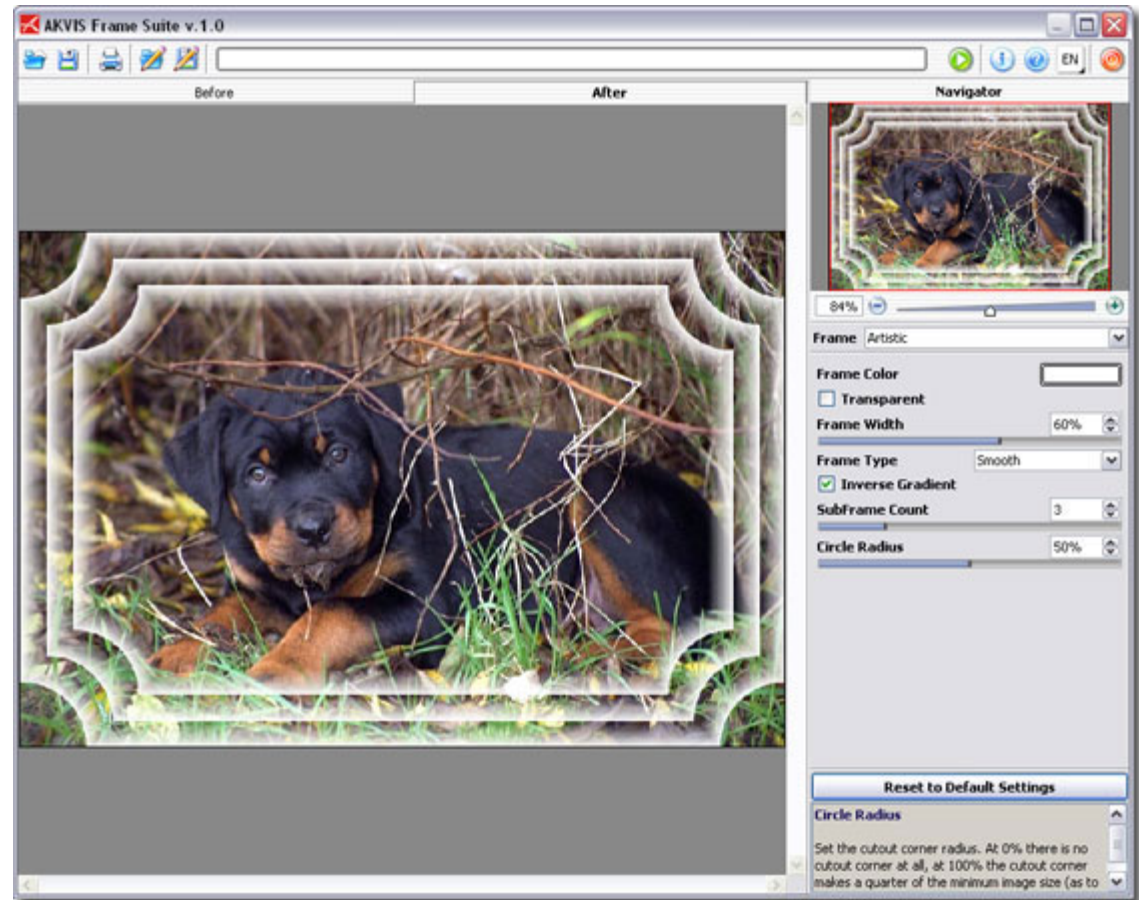 AKVIS Frame Suite v.1.0
EN
Before
After
Navigator
84%
Frame Artistic
Frame Color
Transparent
Frame Width 60%
Frame Type Smooth
Inverse Gradient
SubFrame Count 3
Circle Radius 50%
Reset to Default Settings
Circle Radius
Set the cutout corner radius. At 0% there is no
cutout corner at all, at 100% the cutout corner
makes a quarter of the minimum image size (as to